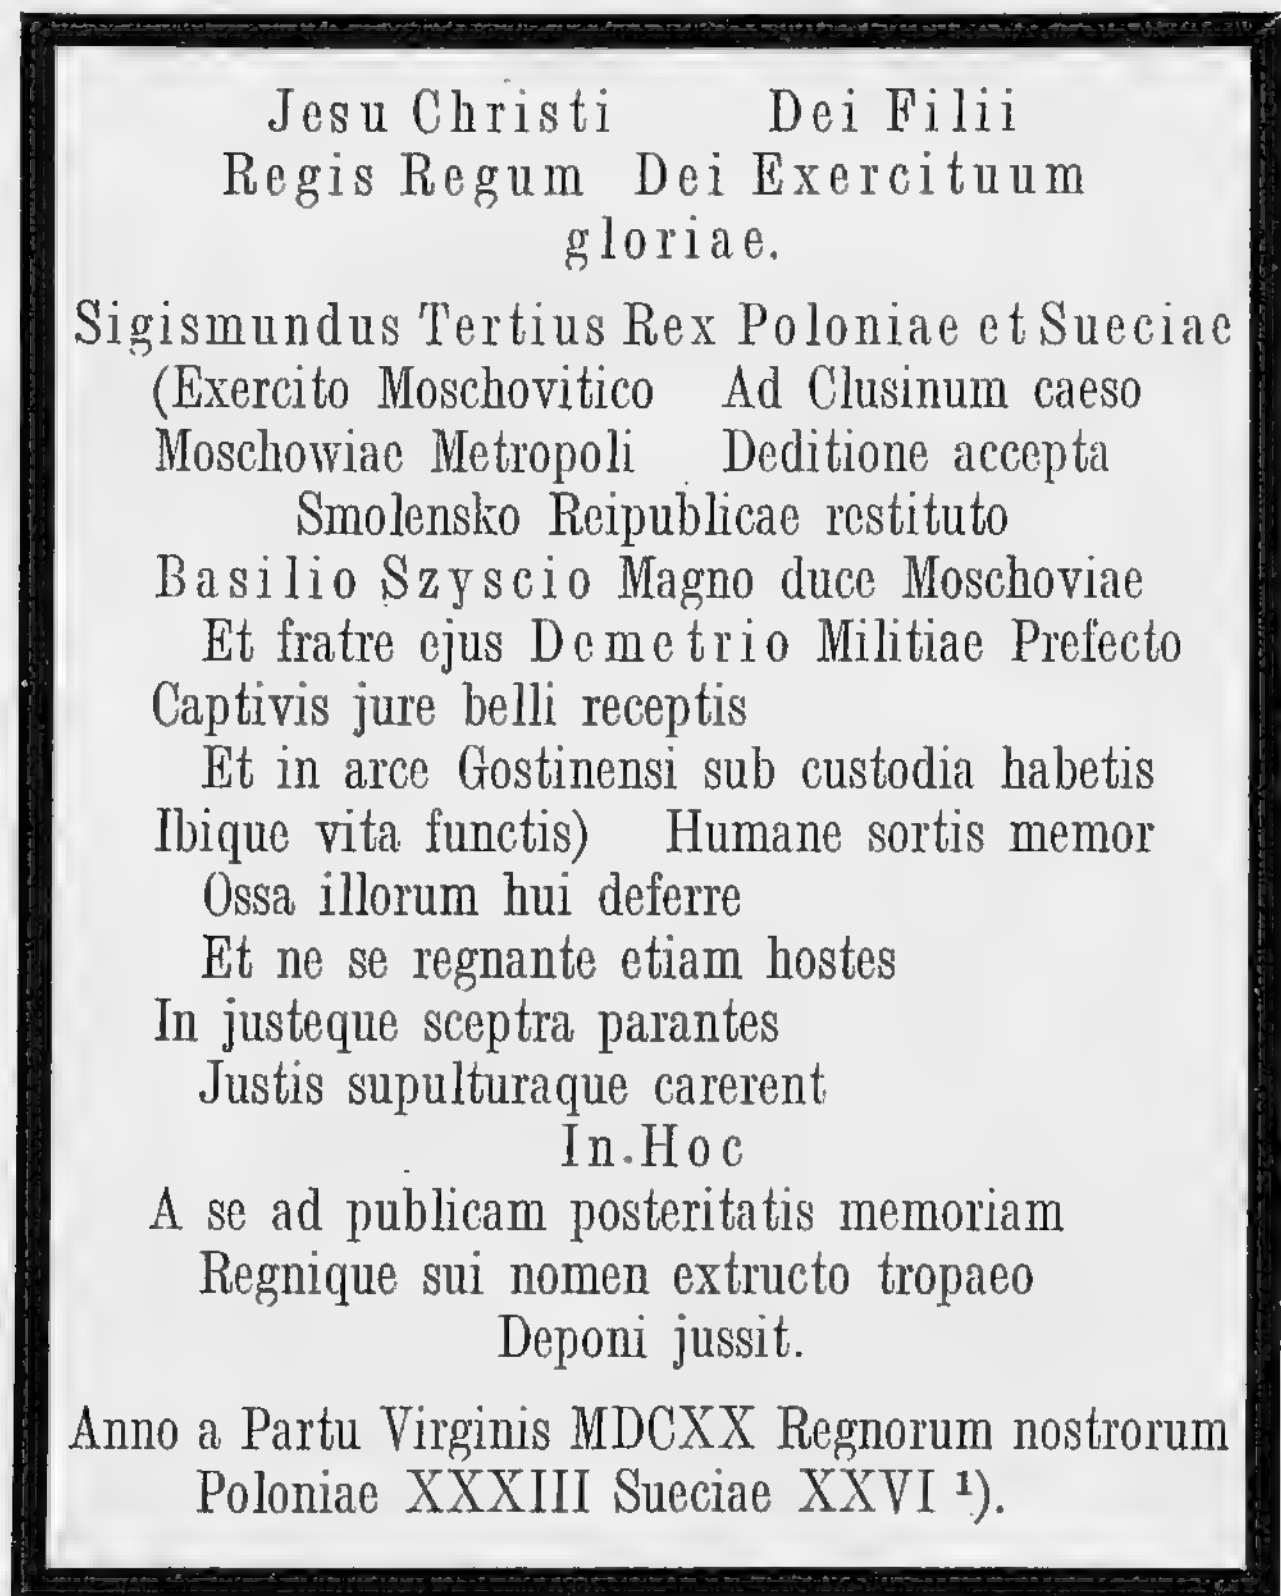 Jesu Christi Dei Filii
Regis Regum Dei Exercituum
gloriae.
Sigismundus Tertius Rex Poloniae et Sueciae
(Exercito Moschovitico Ad Clusinum caeso
Moschowiae Metropoli Deditione accepta
Smolensko Reipublicae restituto
Basilio Szyscio Magno duce Moschoviae
Et fratre ejus Demetrio Militiae Prefecto
Captivis jure belli receptis
Et in arce Gostinensi sub custodia habetis
Ibique vita functis) Humane sortis memor
Ossa illorum hui deferre
Et ne se regnante etiam hostes
In justeque sceptra parantes
Justis supulturaque carerent
In.Hoc
A se ad publicam posteritatis memoriam
Regnique sui nomen extructo tropaeo
Deponi jussit.
Anno a Partu Virginis MDCXX Regnorum nostrorum
Poloniae XXXIII Sueciae XXVI ¹).